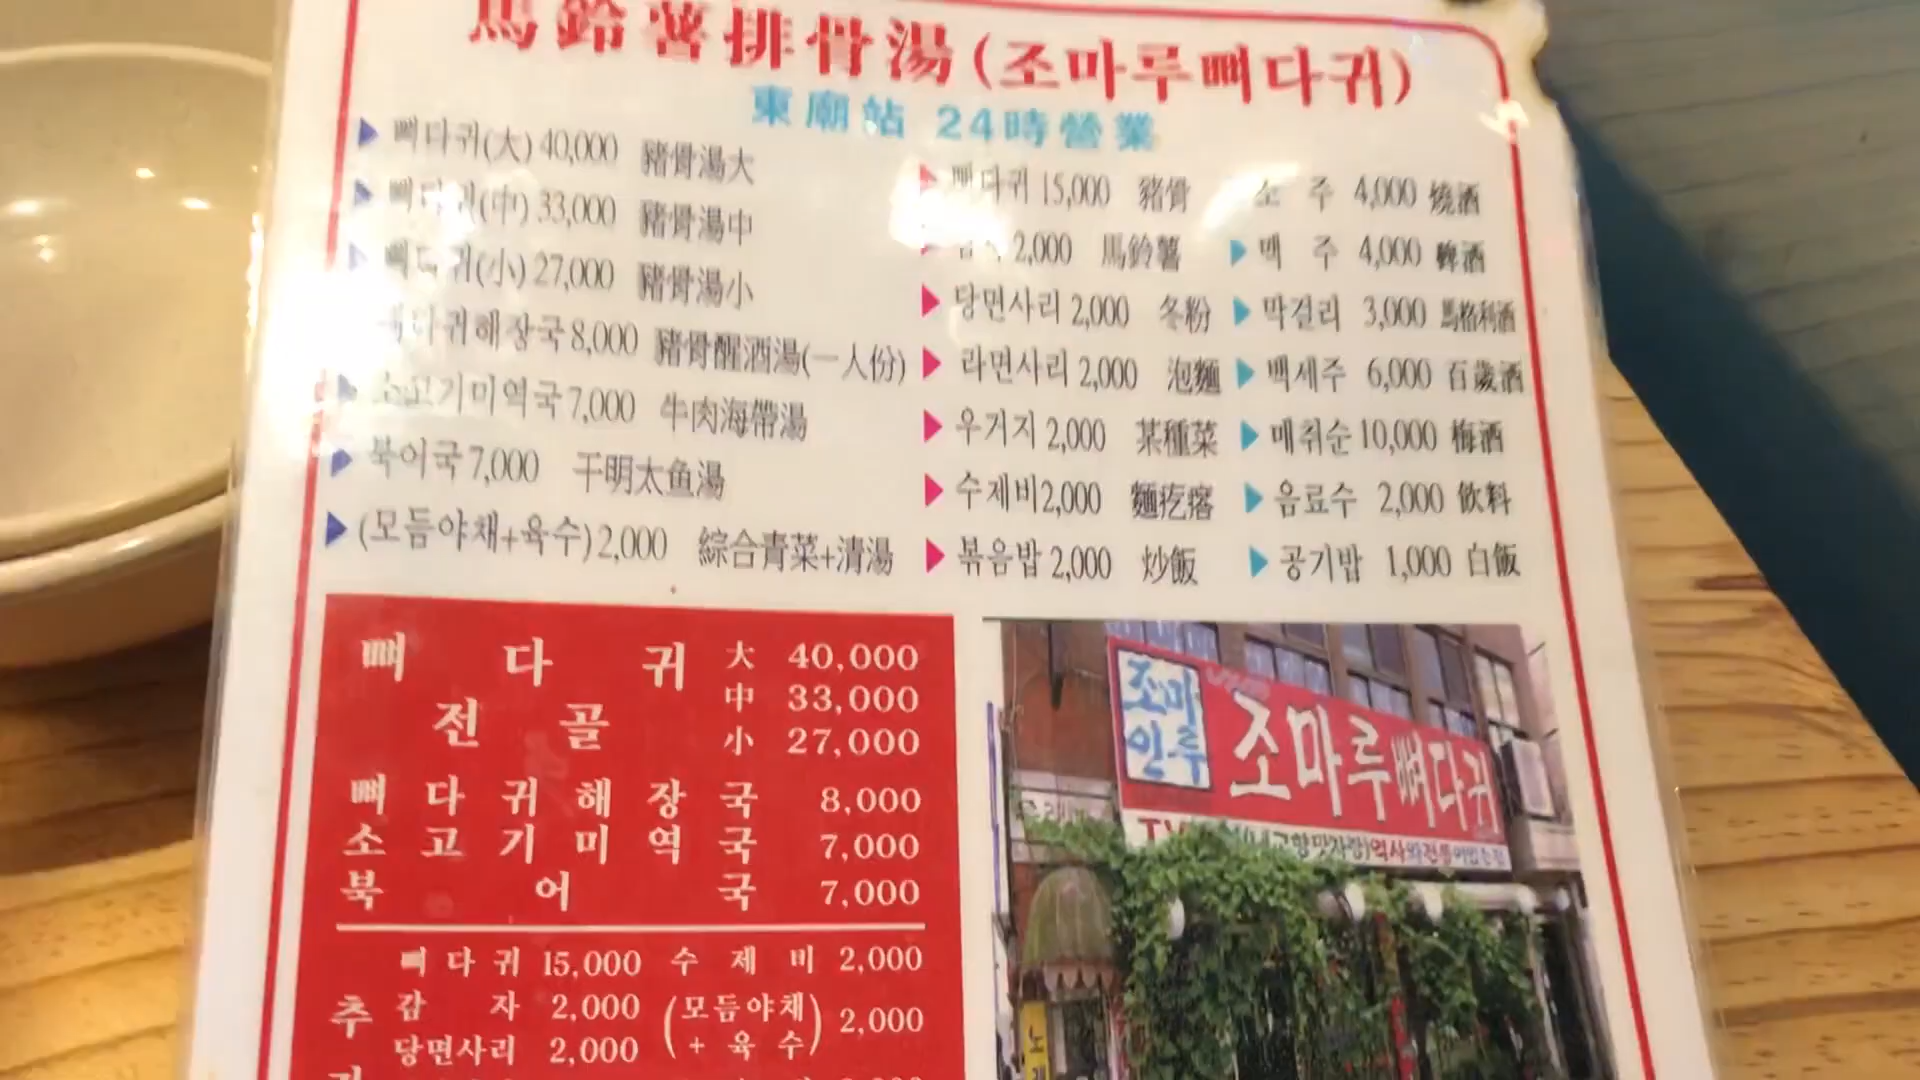 馬鈴薯排骨湯(조마루뼈다귀)
東廟站 24時營業
뼈다귀(大) 40,000 豬骨湯大
뼈다귀(中) 33,000 豬骨湯中
뼈다귀(小) 27,000 豬骨湯小
뼈다귀해장국 8,000 豬骨醒酒湯(一人份)
소고기미역국 7,000 牛肉海帶湯
북어국 7,000 干明太鱼湯
(모듬야채+육수) 2,000 綜合青菜+清湯
뼈다귀 15,000 豬骨
2,000 馬鈴薯
당면사리 2,000 冬粉
라면사리 2,000 泡麵
우거지 2,000 某種菜
수제비 2,000 麵疙瘩
볶음밥 2,000 炒飯
소 주 4,000 燒酒
맥 주 4,000 啤酒
막걸리 3,000 馬格利酒
백세주 6,000 百歲酒
매취순 10,000 梅酒
음료수 2,000 飲料
공기밥 1,000 白飯
뼈다귀 大 40,000
전골 中 33,000
小 27,000
뼈다귀해장국 8,000
소고기미역국 7,000
북어국 7,000
추
뼈다귀 15,000 수제비 2,000
감자 2,000 (모듬야채+육수) 2,000
당면사리 2,000
조마루뼈다귀
TV
역사와전통
노래